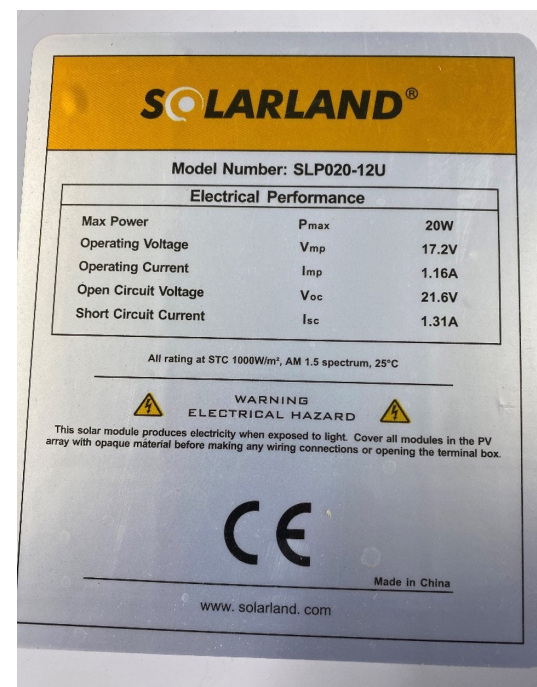 SOLARLAND®
Model Number: SLP020-12U
Electrical Performance
Max Power Pmax 20W
Operating Voltage Vmp 17.2V
Operating Current Imp 1.16A
Open Circuit Voltage Voc 21.6V
Short Circuit Current Isc 1.31A
All rating at STC 1000W/m², AM 1.5 spectrum, 25°C
WARNING
ELECTRICAL HAZARD
This solar module produces electricity when exposed to light. Cover all modules in the PV
array with opaque material before making any wiring connections or opening the terminal box.
CE
Made in China
www. solarland. com